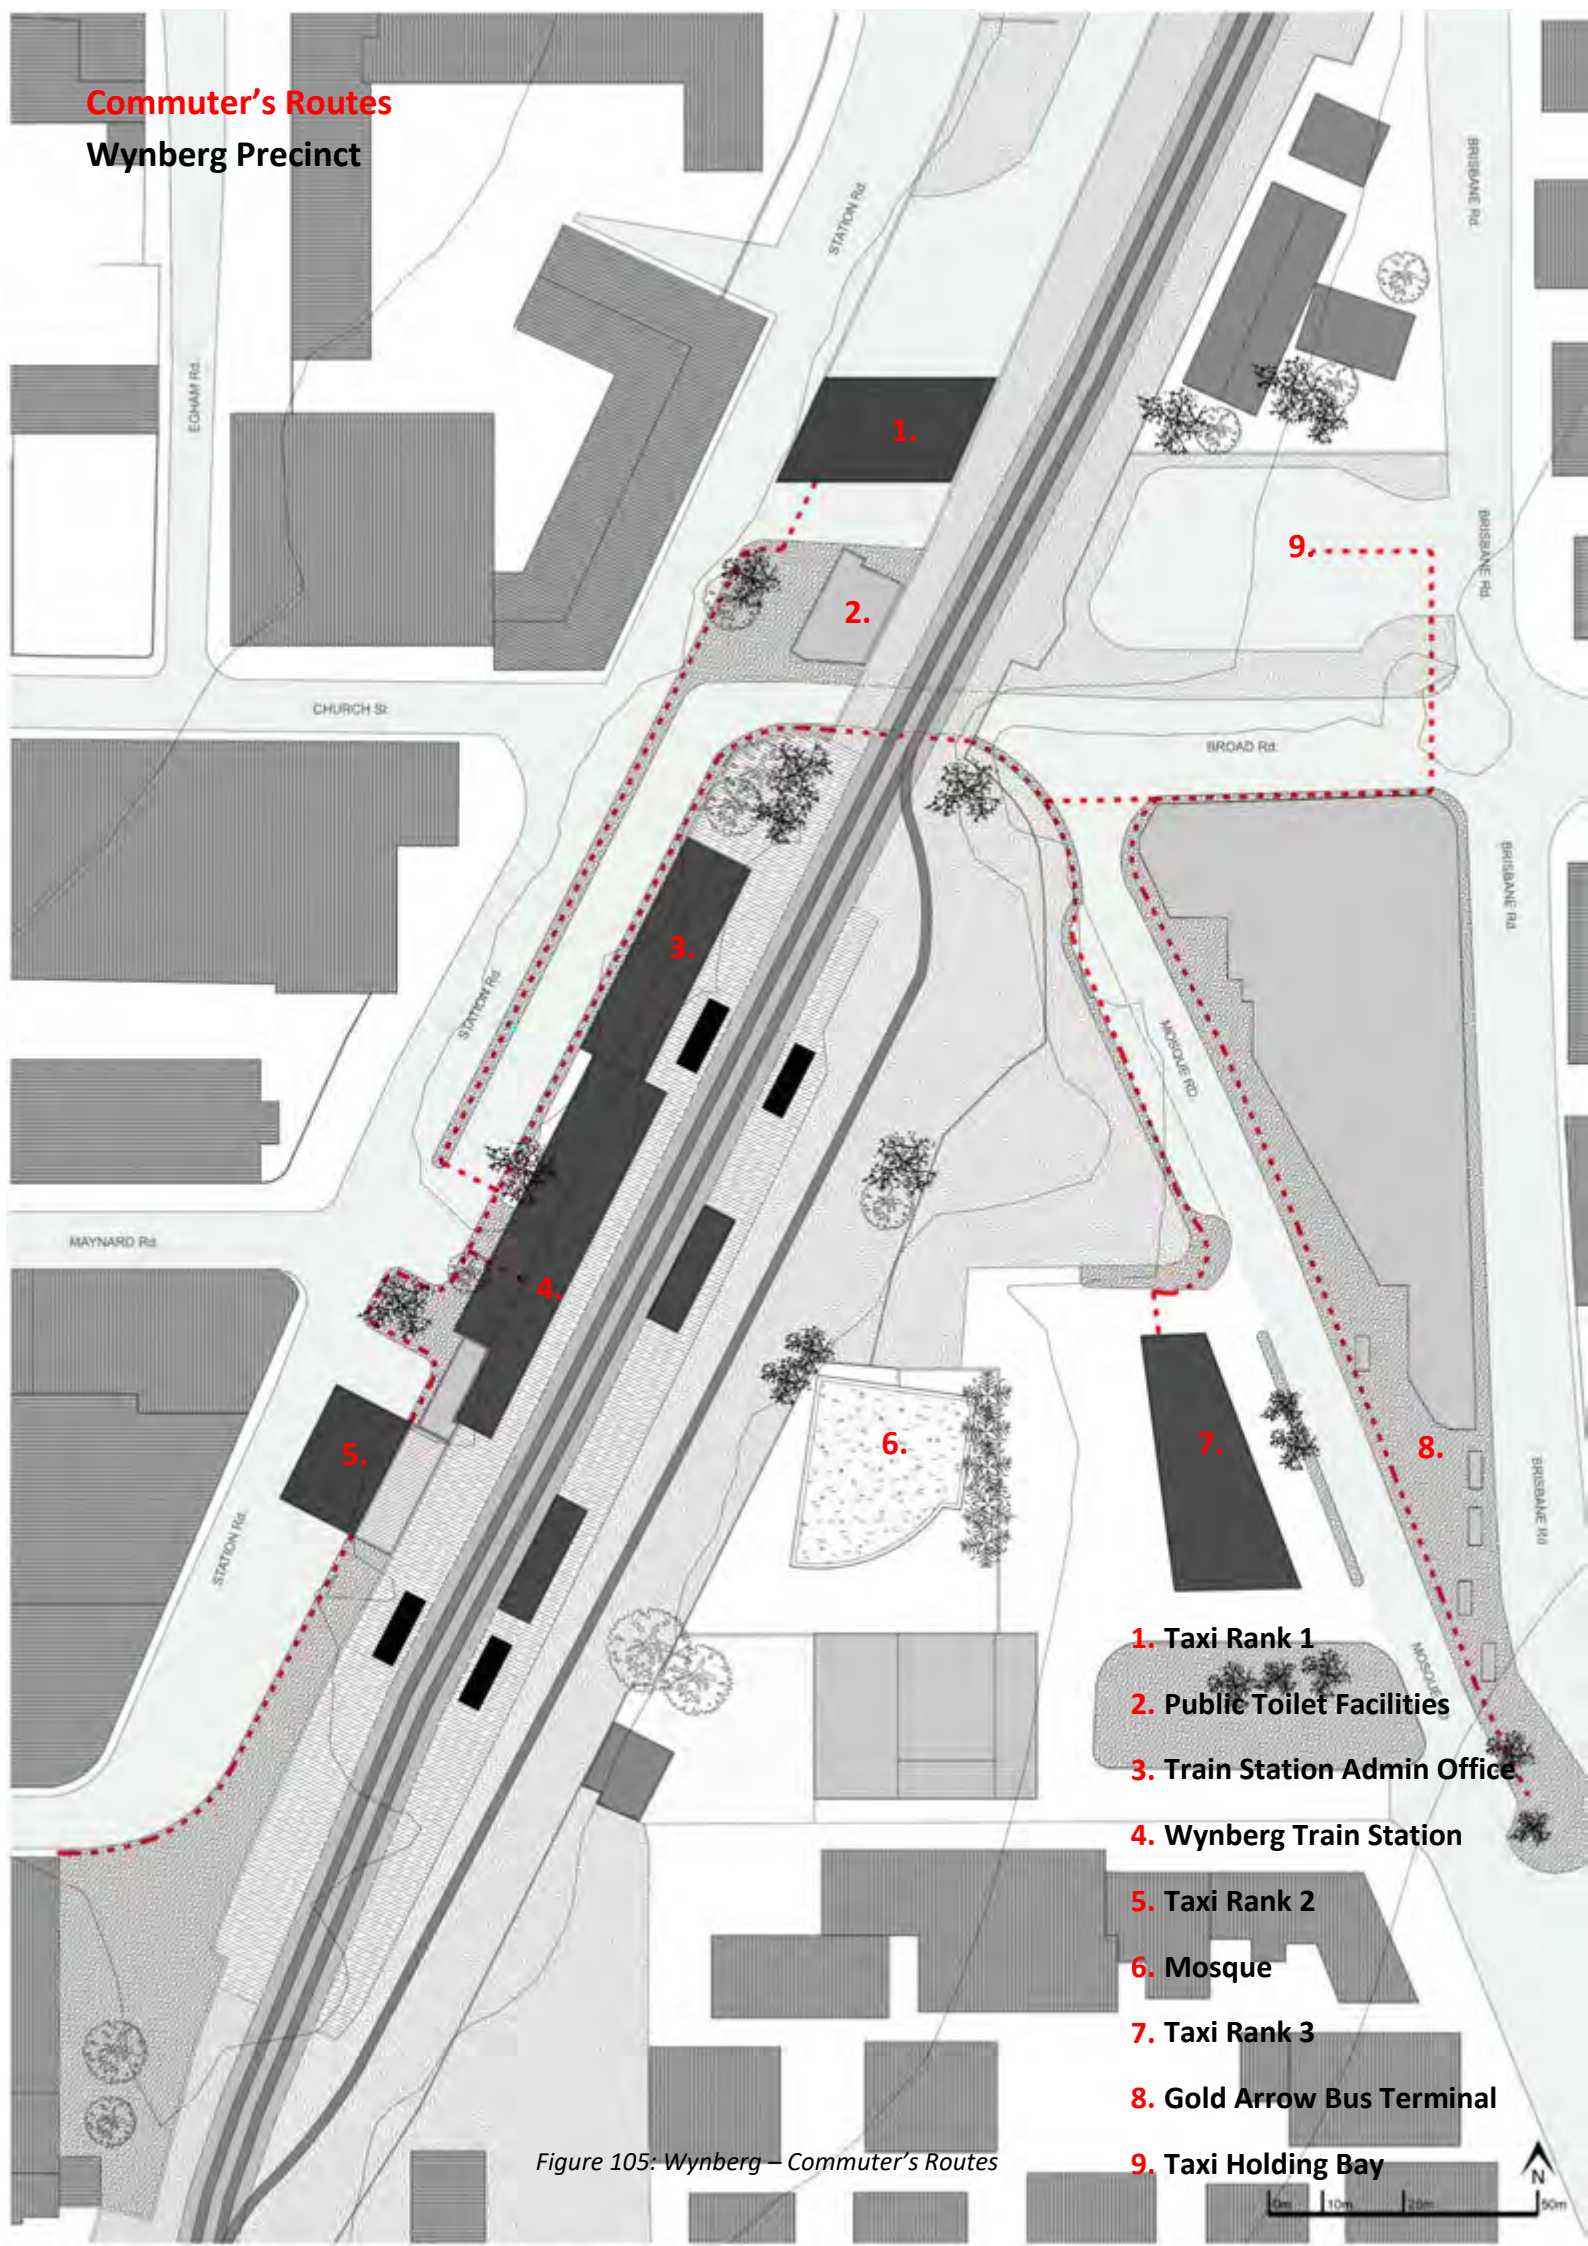 Commuter's Routes
Wynberg Precinct
STATION Rd.
BRISBANE Rd.
EGHAM Rd.
1.
BRISBANE Rd.
9.
2.
CHURCH St.
BROAD Rd.
BRISBANE Rd.
3.
STATION Rd.
MOSQUE RD
MAYNARD Rd.
4.
5.
6.
7.
8.
STATION Rd.
BRISBANE Rd
1. Taxi Rank 1
2. Public Toilet Facilities
3. Train Station Admin Office
4. Wynberg Train Station
5. Taxi Rank 2
6. Mosque
7. Taxi Rank 3
8. Gold Arrow Bus Terminal
9. Taxi Holding Bay
Figure 105: Wynberg – Commuter's Routes
N
0m 10m 25m 50m